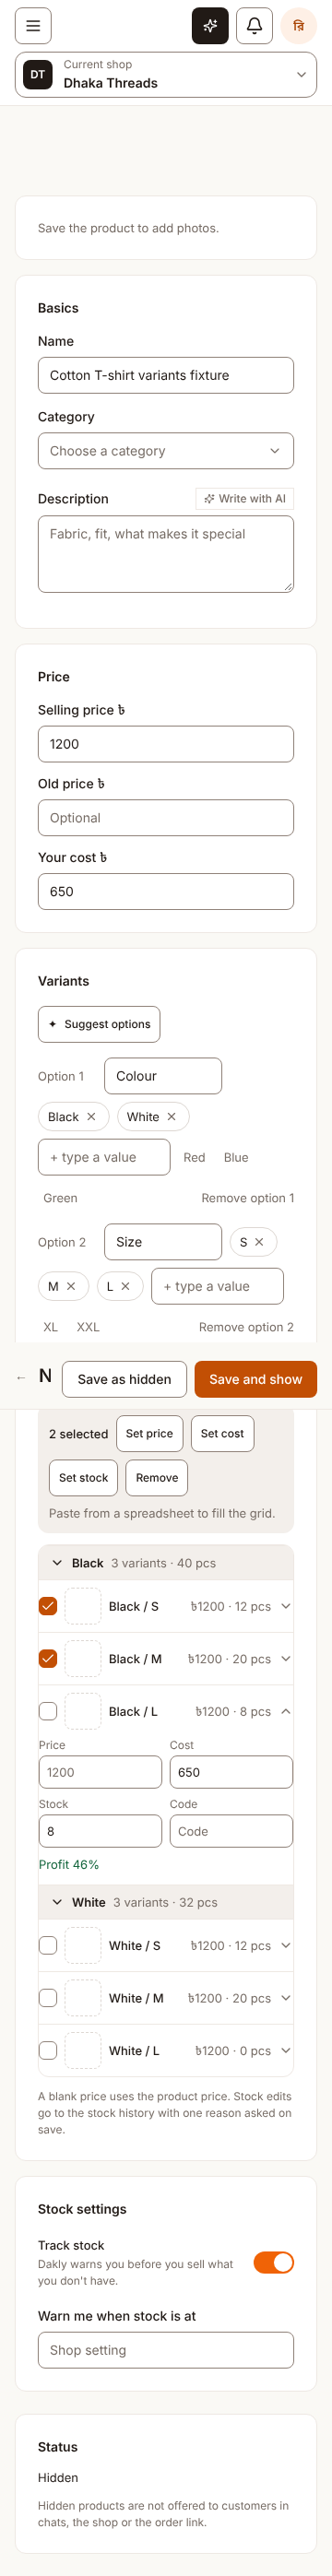 রি
DT
Current shop
Dhaka Threads
Save the product to add photos.
Basics
Name
Cotton T-shirt variants fixture
Category
Choose a category
Description
Write with AI
Fabric, fit, what makes it special
Price
Selling price ৳
1200
Old price ৳
Optional
Your cost ৳
650
Variants
Suggest options
Option 1 Colour
Black White
+ type a value Red Blue
Green Remove option 1
Option 2 Size S
M L + type a value
XL XXL Remove option 2
← N Save as hidden Save and show
2 selected Set price Set cost
Set stock Remove
Paste from a spreadsheet to fill the grid.
Black 3 variants · 40 pcs
Black / S ৳1200 · 12 pcs
Black / M ৳1200 · 20 pcs
Black / L ৳1200 · 8 pcs
Price Cost
1200 650
Stock Code
8 Code
Profit 46%
White 3 variants · 32 pcs
White / S ৳1200 · 12 pcs
White / M ৳1200 · 20 pcs
White / L ৳1200 · 0 pcs
A blank price uses the product price. Stock edits
go to the stock history with one reason asked on
save.
Stock settings
Track stock
Dakly warns you before you sell what
you don't have.
Warn me when stock is at
Shop setting
Status
Hidden
Hidden products are not offered to customers in
chats, the shop or the order link.